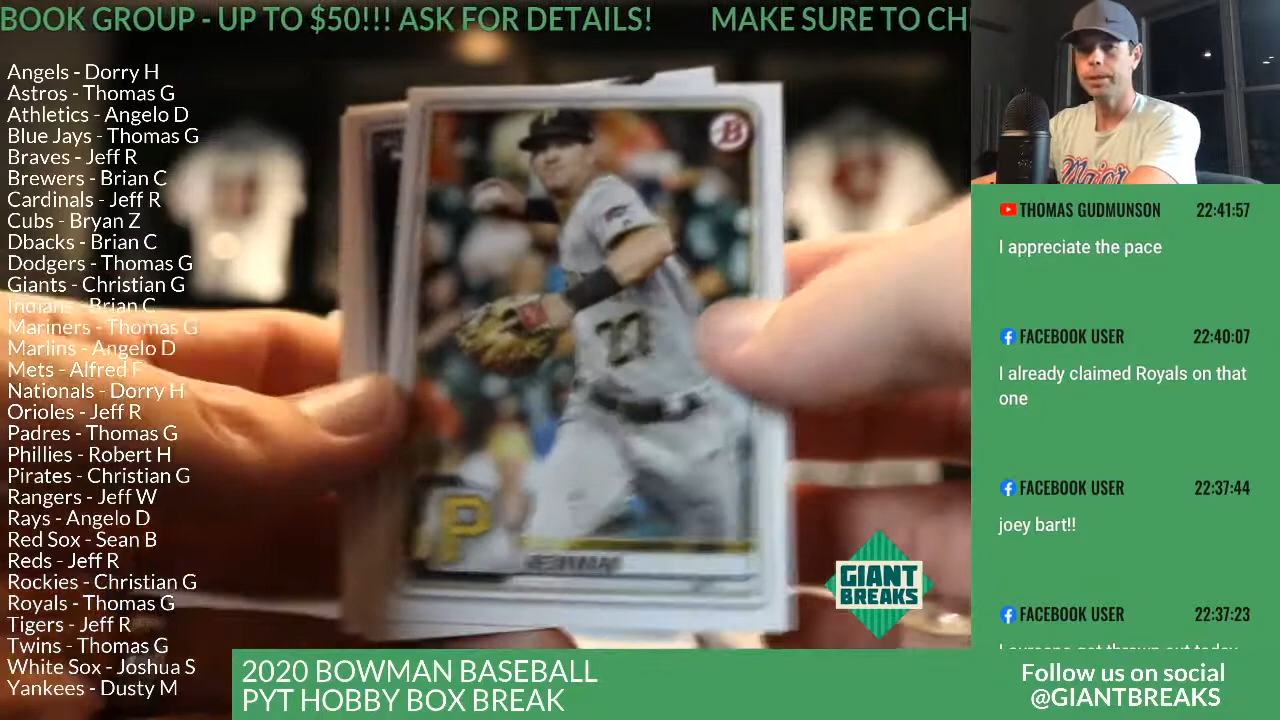 BOOK GROUP - UP TO $50!!! ASK FOR DETAILS! MAKE SURE TO CH
Angels - Dorry H
Astros - Thomas G
Athletics - Angelo D
Blue Jays - Thomas G
Braves - Jeff R
Brewers - Brian C
Cardinals - Jeff R
Cubs - Bryan Z
Dbacks - Brian C
Dodgers - Thomas G
Giants - Christian G
Indians - Brian C
Mariners - Thomas G
Marlins - Angelo D
Mets - Alfred F
Nationals - Dorry H
Orioles - Jeff R
Padres - Thomas G
Phillies - Robert H
Pirates - Christian G
Rangers - Jeff W
Rays - Angelo D
Red Sox - Sean B
Reds - Jeff R
Rockies - Christian G
Royals - Thomas G
Tigers - Jeff R
Twins - Thomas G
White Sox - Joshua S
Yankees - Dusty M
B
P
27
P
GIANT
BREAKS
2020 BOWMAN BASEBALL
PYT HOBBY BOX BREAK
THOMAS GUDMUNSON 22:41:57
I appreciate the pace
FACEBOOK USER 22:40:07
I already claimed Royals on that
one
FACEBOOK USER 22:37:44
joey bart!!
FACEBOOK USER 22:37:23
Follow us on social
@GIANTBREAKS